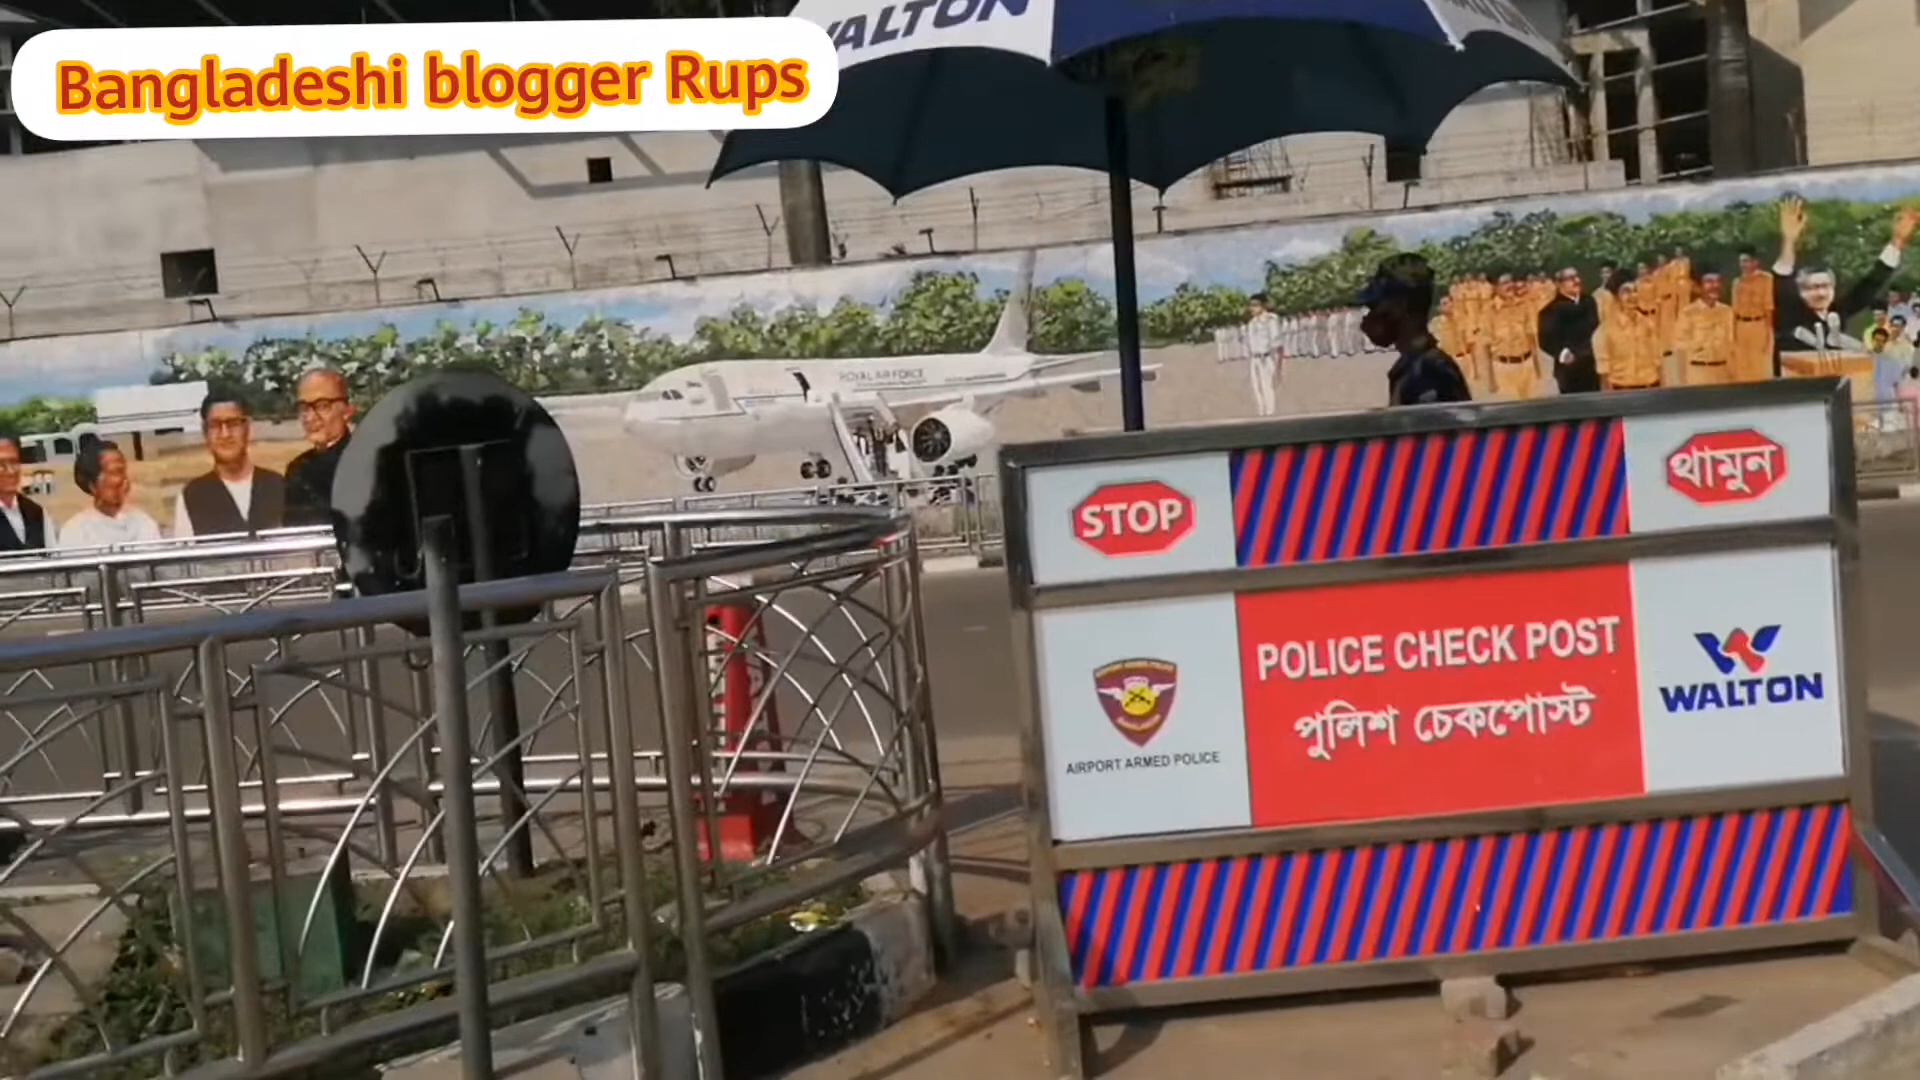 Bangladeshi blogger Rups
WALTON
ROYAL AIR FORCE
STOP
থামুন
POLICE CHECK POST
পুলিশ চেকপোস্ট
AIRPORT ARMED POLICE
WALTON